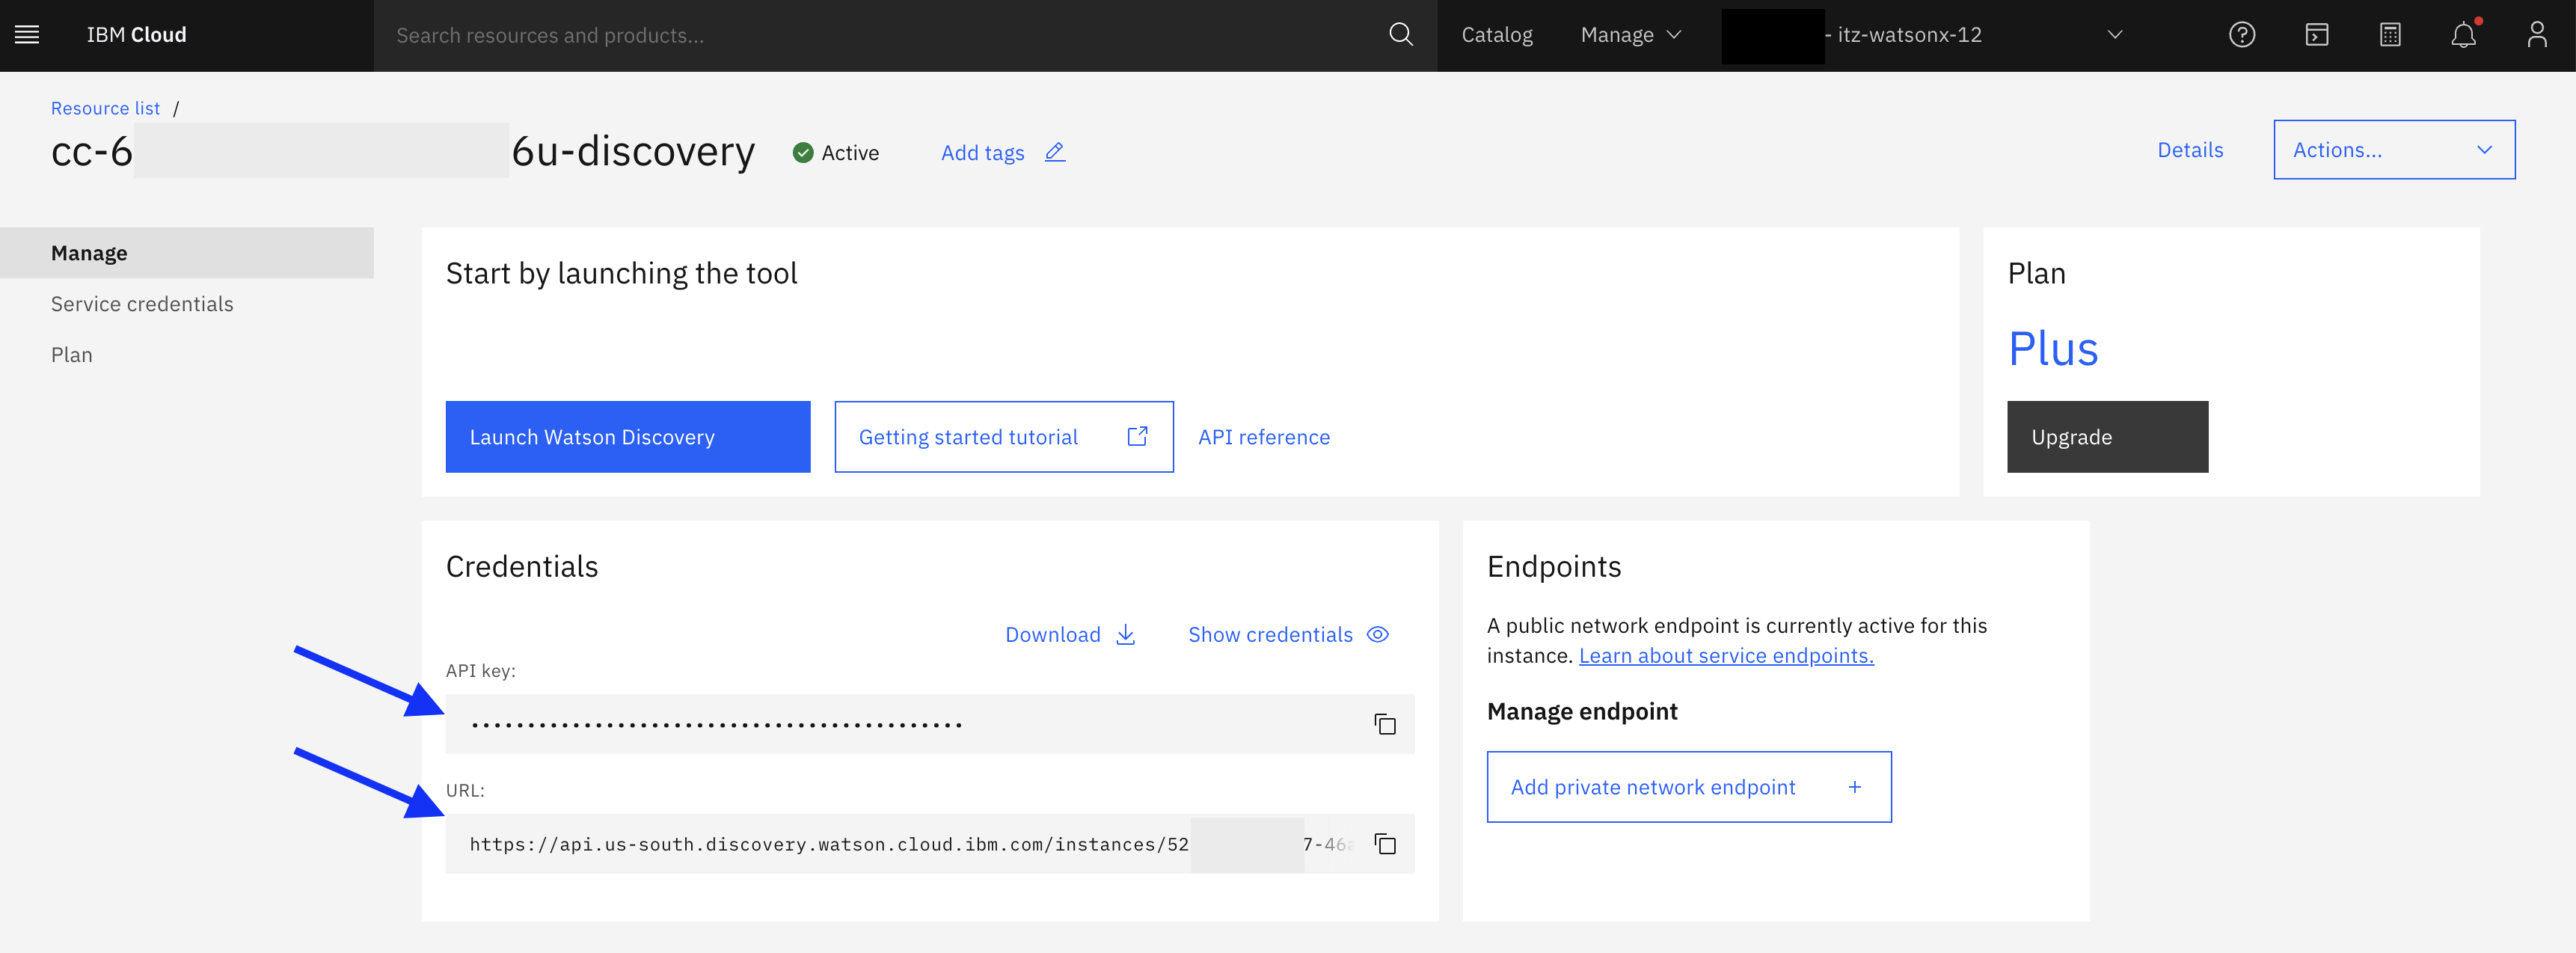 IBM Cloud
Search resources and products...
Catalog
Manage
- itz-watsonx-12
Resource list /
cc-6
6u-discovery
Active
Add tags
Details
Actions...
Manage
Service credentials
Plan
Start by launching the tool
Launch Watson Discovery
Getting started tutorial
API reference
Plan
Plus
Upgrade
Credentials
Download
Show credentials
API key:
••••••••••••••••••••••••••••••••••••••••••••
URL:
https://api.us-south.discovery.watson.cloud.ibm.com/instances/52
7-46a
Endpoints
A public network endpoint is currently active for this
instance. Learn about service endpoints.
Manage endpoint
Add private network endpoint +